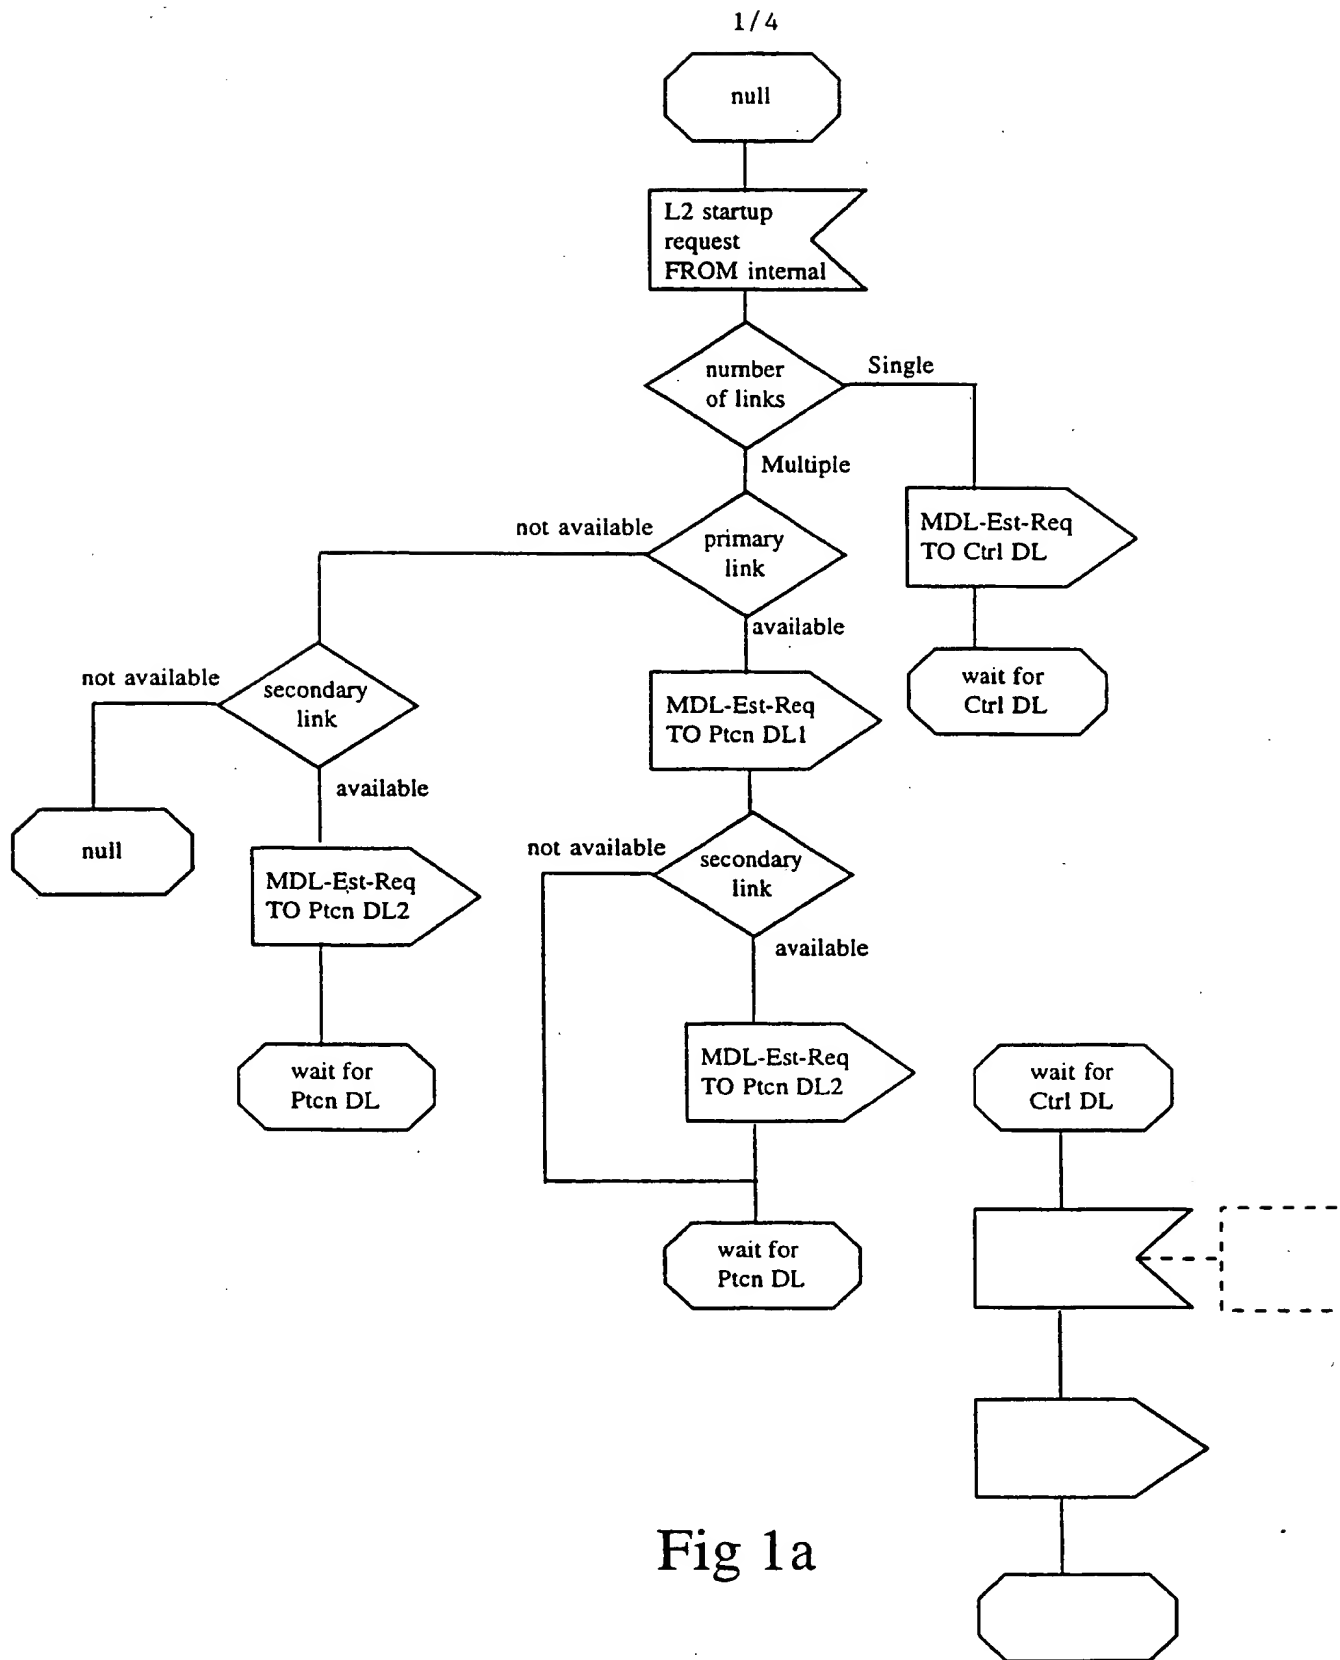 1/4
null
L2 startup
request
FROM internal
number
of links
Single
Multiple
not available
primary
link
MDL-Est-Req
TO Ctrl DL
available
not available
secondary
link
wait for
Ctrl DL
MDL-Est-Req
TO Ptcn DL1
available
null
not available
secondary
link
MDL-Est-Req
TO Ptcn DL2
available
MDL-Est-Req
TO Ptcn DL2
wait for
Ptcn DL
wait for
Ctrl DL
wait for
Ptcn DL
Fig 1a